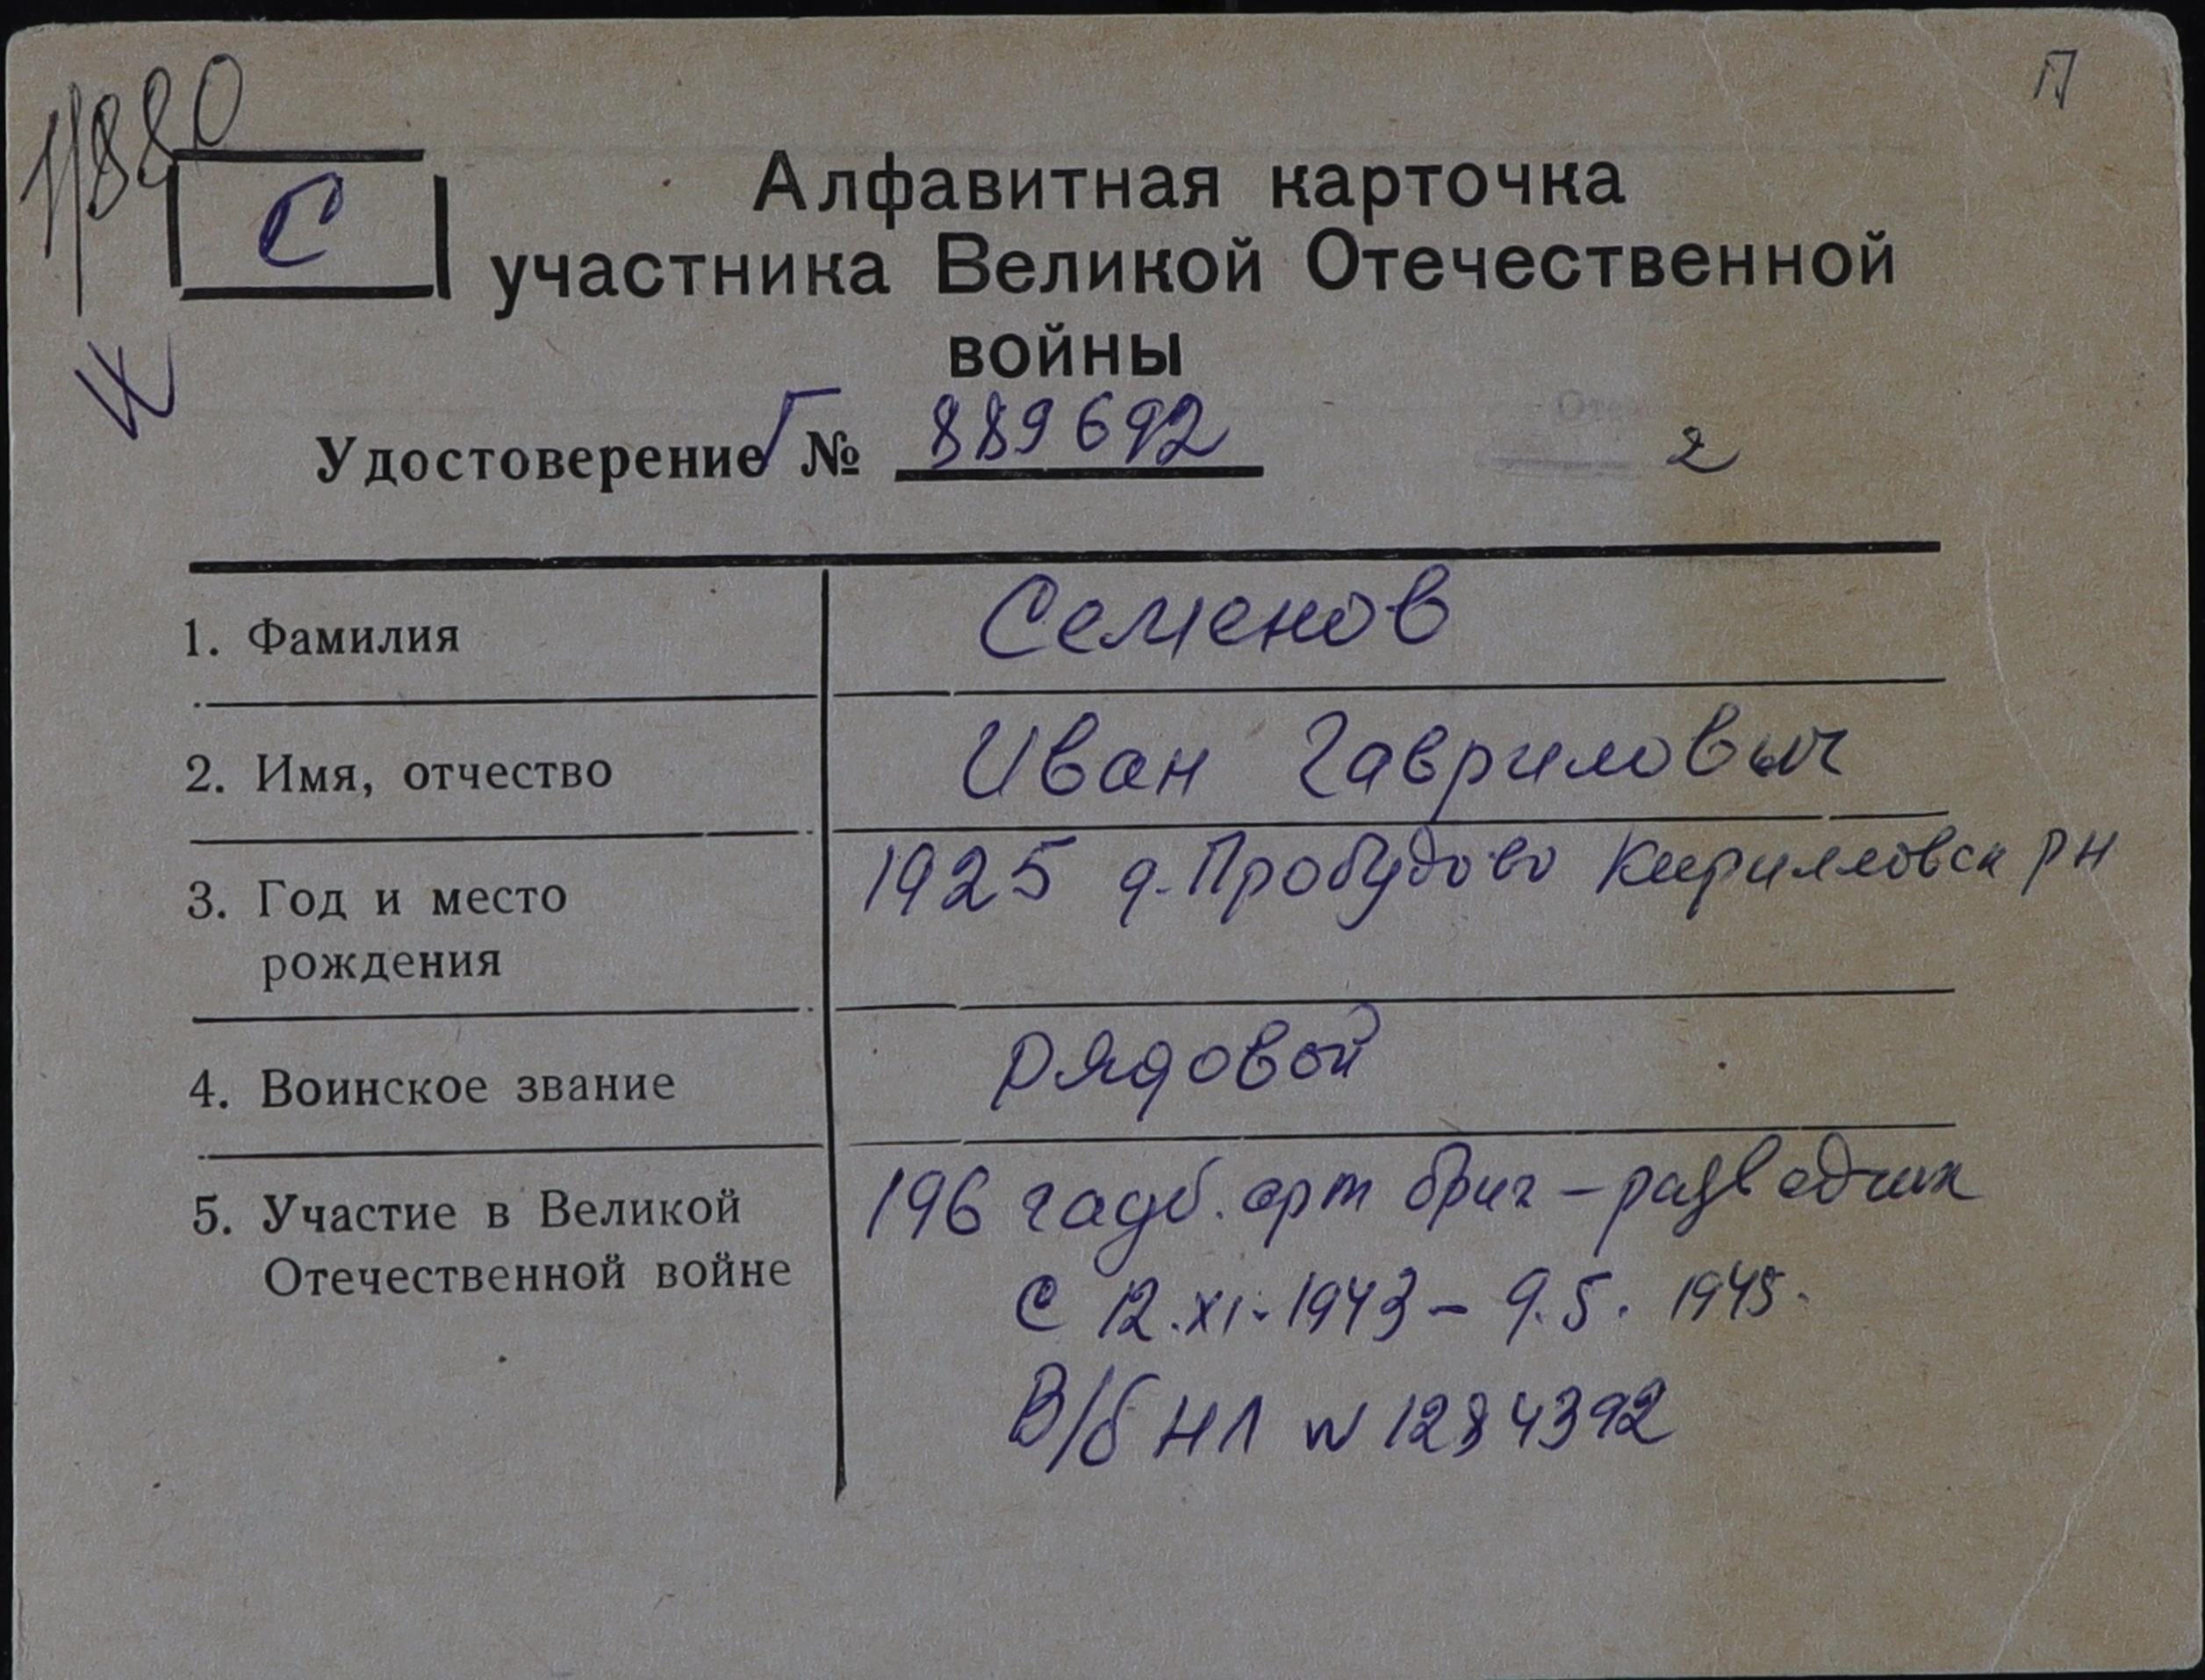 П
11880
С
Алфавитная карточка
участника Великой Отечественной
войны
Удостоверение Г № 889692 2
1. Фамилия Семенов
2. Имя, отчество Иван Гаврилович
3. Год и место 1925 д. Пробудово Кирилловск рн
рождения
4. Воинское звание рядовой
5. Участие в Великой 196 гауб. арт бриг – разведчик
Отечественной войне с 12.XI.1943 – 9.5.1945.
В/б НЛ N 1284392